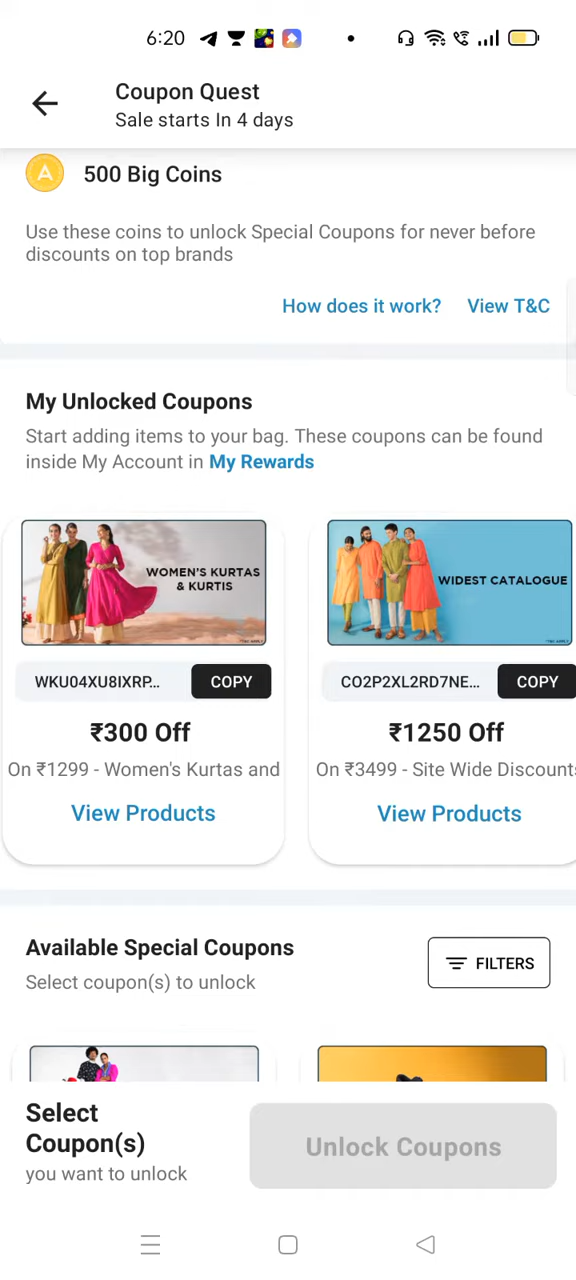 6:20
Coupon Quest
Sale starts In 4 days
A
500 Big Coins
Use these coins to unlock Special Coupons for never before
discounts on top brands
How does it work?
View T&C
My Unlocked Coupons
Start adding items to your bag. These coupons can be found
inside My Account in My Rewards
WOMEN'S KURTAS
& KURTIS
WIDEST CATALOGUE
WKU04XU8IXRP...
COPY
CO2P2XL2RD7NE...
COPY
₹300 Off
₹1250 Off
On ₹1299 - Women's Kurtas and
On ₹3499 - Site Wide Discount
View Products
View Products
Available Special Coupons
FILTERS
Select coupon(s) to unlock
Select
Coupon(s)
you want to unlock
Unlock Coupons